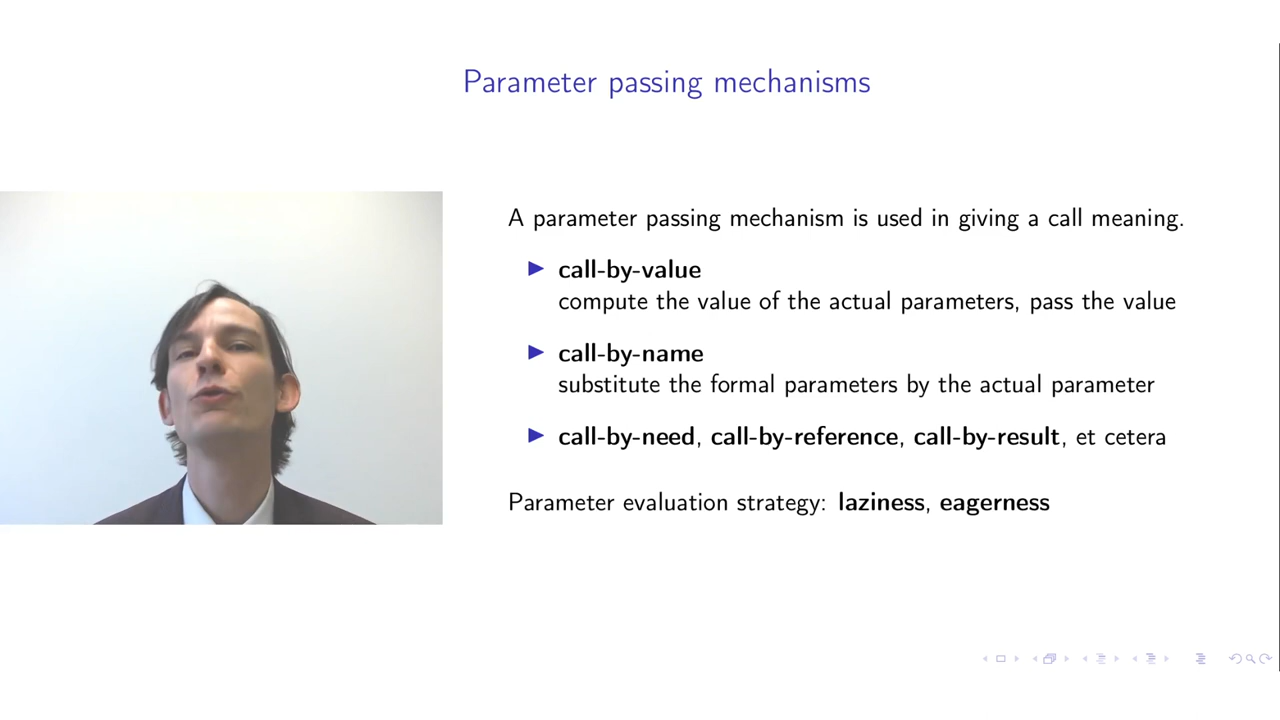 Parameter passing mechanisms
A parameter passing mechanism is used in giving a call meaning.
call-by-value
compute the value of the actual parameters, pass the value
call-by-name
substitute the formal parameters by the actual parameter
call-by-need, call-by-reference, call-by-result, et cetera
Parameter evaluation strategy: laziness, eagerness